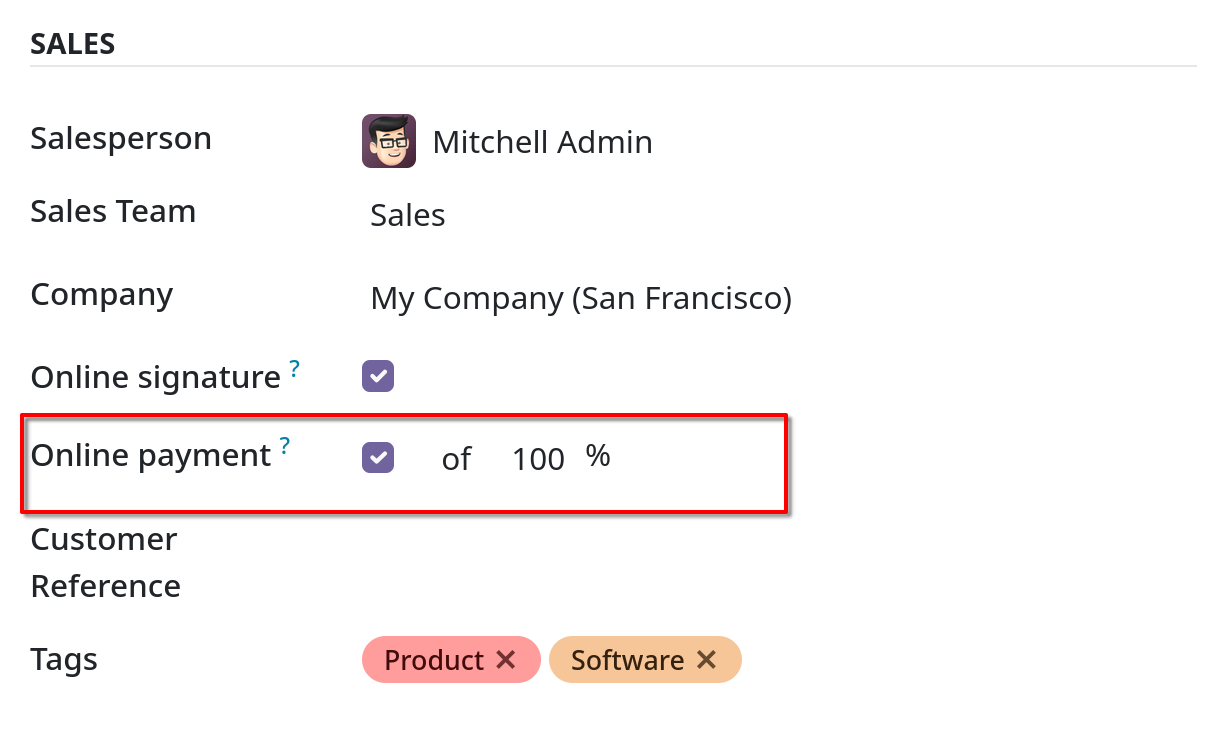 SALES
Salesperson Mitchell Admin
Sales Team Sales
Company My Company (San Francisco)
Online signature ?
Online payment ? of 100 %
Customer
Reference
Tags Product ✕ Software ✕